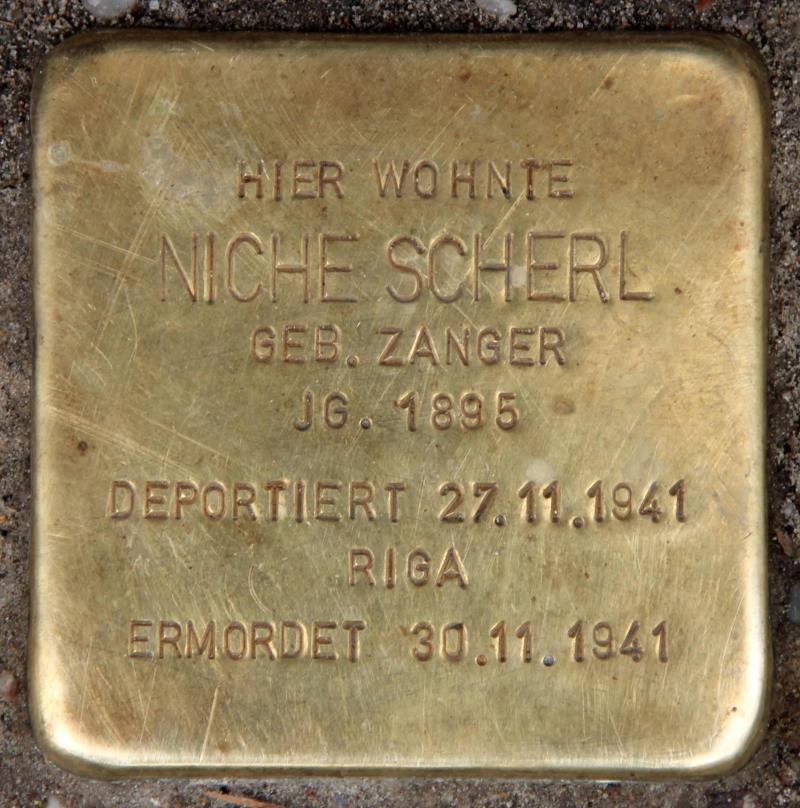 HIER WOHNTE
NICHE SCHERL
GEB. ZANGER
JG. 1895
DEPORTIERT 27.11.1941
RIGA
ERMORDET 30.11.1941